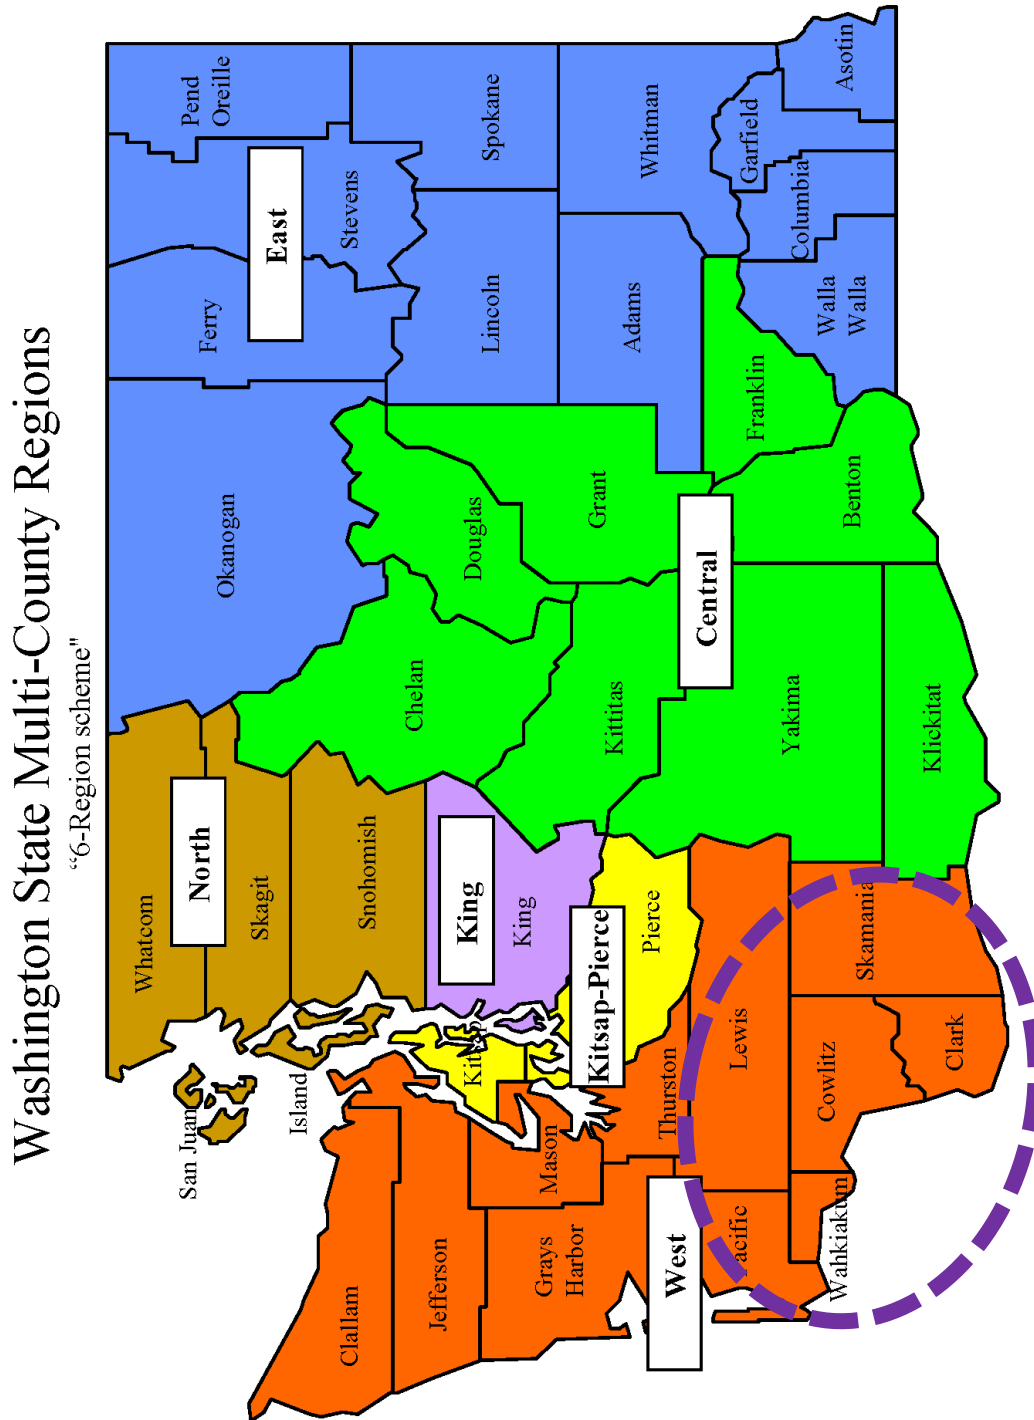 Washington State Multi-County Regions
“6-Region scheme"
Whatcom
North
Okanogan
Ferry
Pend
Oreille
San Juan
Skagit
East
Stevens
Island
Snohomish
Chelan
Douglas
Clallam
Jefferson
Kitsap
King
King
Lincoln
Spokane
Grays
Harbor
Mason
Kitsap-Pierce
Pierce
Kittitas
Grant
Adams
Whitman
West
Thurston
Central
Pacific
Lewis
Yakima
Franklin
Garfield
Wahkiakum
Cowlitz
Skamania
Benton
Walla
Walla
Columbia
Asotin
Clark
Klickitat